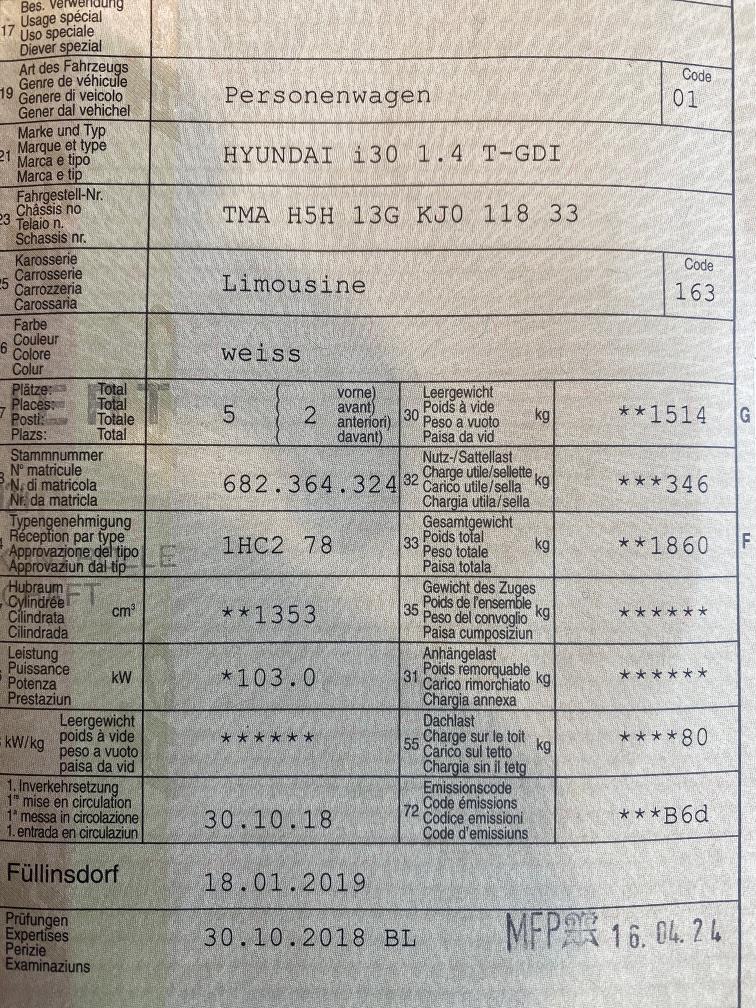 Bes. Verwendung
17 Usage spécial
Uso speciale
Diever spezial
Art des Fahrzeugs
19 Genre de véhicule
Genere di veicolo
Gener dal vehichel
Personenwagen
Code
01
Marke und Typ
21 Marque et type
Marca e tipo
Marca e tip
HYUNDAI i30 1.4 T-GDI
Fahrgestell-Nr.
23 Châssis no
Telaio n.
Schassis nr.
TMA H5H 13G KJ0 118 33
Karosserie
25 Carrosserie
Carrozzeria
Carossaria
Limousine
Code
163
Farbe
6 Couleur
Colore
Colur
weiss
Plätze: Total
7 Places: Total
Posti: Totale
Plazs: Total
5 ( 2 vorne)
avant)
anteriori)
davant)
Leergewicht
30 Poids à vide kg
Peso a vuoto
Paisa da vid
**1514 G
Stammnummer
N° matricule
N. di matricola
Nr. da matricla
682.364.324
Nutz-/Sattellast
32 Charge utile/sellette kg
Carico utile/sella
Chargia utila/sella
***346
Typengenehmigung
Réception par type
Approvazione del tipo
Approvaziun dal tip
1HC2 78
Gesamtgewicht
33 Poids total kg
Peso totale
Paisa totala
**1860 F
Hubraum
Cylindrée cm³
Cilindrata
Cilindrada
**1353
Gewicht des Zuges
35 Poids de l'ensemble kg
Peso del convoglio
Paisa cumposiziun
******
Leistung
Puissance kW
Potenza
Prestaziun
*103.0
Anhängelast
31 Poids remorquable kg
Carico rimorchiato
Chargia annexa
******
Leergewicht
kW/kg poids à vide
peso a vuoto
paisa da vid
******
Dachlast
55 Charge sur le toit kg
Carico sul tetto
Chargia sin il tetg
****80
1. Inverkehrsetzung
1ʳᵉ mise en circulation
1ª messa in circolazione
1. entrada en circulaziun
30.10.18
Emissionscode
72 Code émissions
Codice emissioni
Code d'emissiuns
***B6d
Füllinsdorf
18.01.2019
Prüfungen
Expertises
Perizie
Examinaziuns
30.10.2018 BL
MFP 16. 04. 24